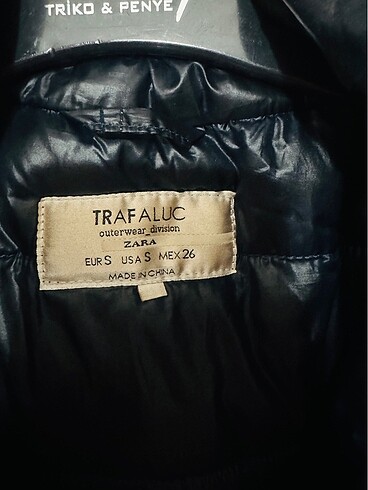 TRİKO & PENYE
TRAFALUC
outerwear_division
ZARA
EUR S USA S MEX 26
MADE IN CHINA